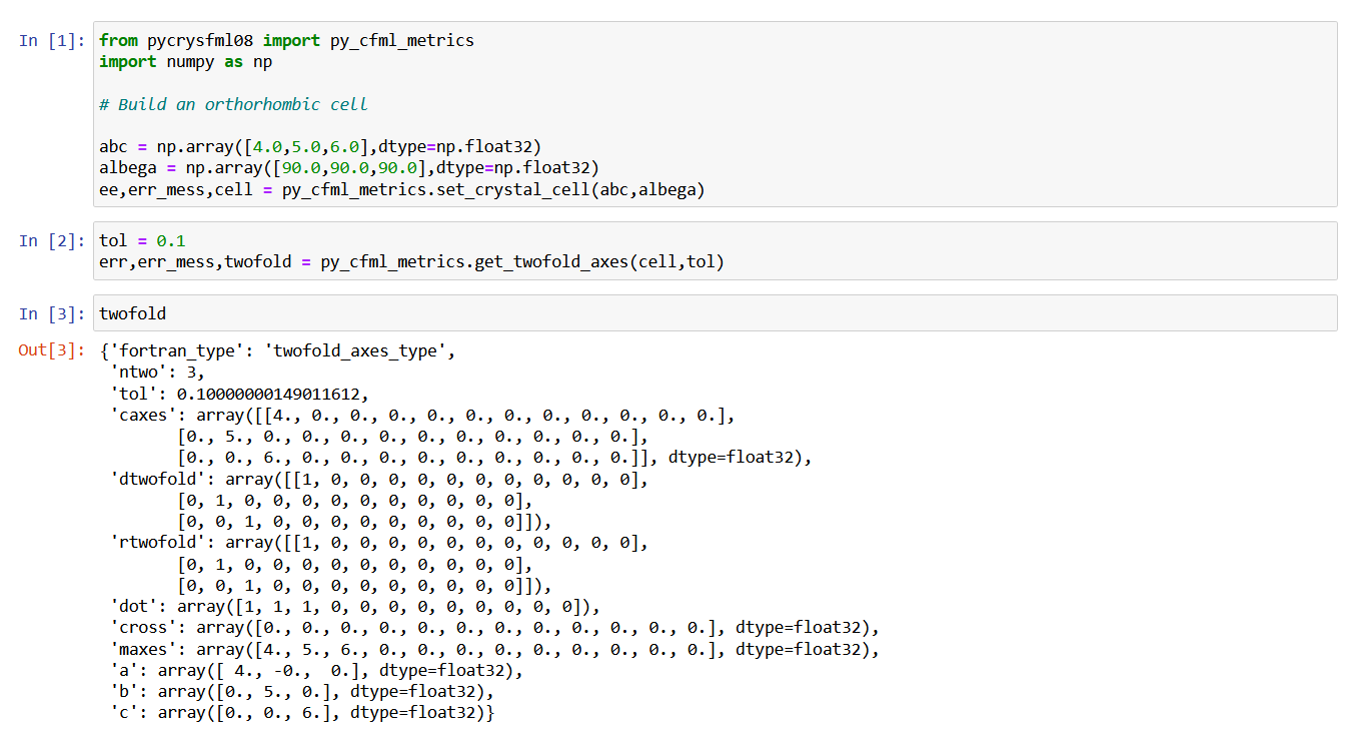 In [1]: from pycrysfml08 import py_cfml_metrics
import numpy as np
# Build an orthorhombic cell
abc = np.array([4.0,5.0,6.0],dtype=np.float32)
albega = np.array([90.0,90.0,90.0],dtype=np.float32)
ee,err_mess,cell = py_cfml_metrics.set_crystal_cell(abc,albega)
In [2]: tol = 0.1
err,err_mess,twofold = py_cfml_metrics.get_twofold_axes(cell,tol)
In [3]: twofold
Out[3]: {'fortran_type': 'twofold_axes_type',
'ntwo': 3,
'tol': 0.10000000149011612,
'caxes': array([[4., 0., 0., 0., 0., 0., 0., 0., 0., 0., 0., 0.],
[0., 5., 0., 0., 0., 0., 0., 0., 0., 0., 0., 0.],
[0., 0., 6., 0., 0., 0., 0., 0., 0., 0., 0., 0.]], dtype=float32),
'dtwofold': array([[1, 0, 0, 0, 0, 0, 0, 0, 0, 0, 0, 0],
[0, 1, 0, 0, 0, 0, 0, 0, 0, 0, 0, 0],
[0, 0, 1, 0, 0, 0, 0, 0, 0, 0, 0, 0]]),
'rtwofold': array([[1, 0, 0, 0, 0, 0, 0, 0, 0, 0, 0, 0],
[0, 1, 0, 0, 0, 0, 0, 0, 0, 0, 0, 0],
[0, 0, 1, 0, 0, 0, 0, 0, 0, 0, 0, 0]]),
'dot': array([1, 1, 1, 0, 0, 0, 0, 0, 0, 0, 0, 0]),
'cross': array([0., 0., 0., 0., 0., 0., 0., 0., 0., 0., 0., 0.], dtype=float32),
'maxes': array([4., 5., 6., 0., 0., 0., 0., 0., 0., 0., 0., 0.], dtype=float32),
'a': array([ 4., -0.,  0.], dtype=float32),
'b': array([0., 5., 0.], dtype=float32),
'c': array([0., 0., 6.], dtype=float32)}